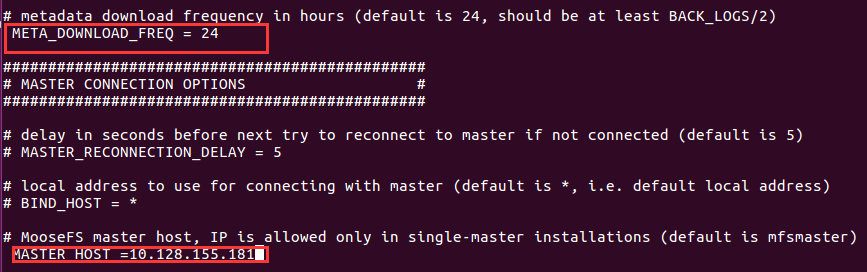 # metadata download frequency in hours (default is 24, should be at least BACK_LOGS/2)
META_DOWNLOAD_FREQ = 24
###############################################
# MASTER CONNECTION OPTIONS #
###############################################
# delay in seconds before next try to reconnect to master if not connected (default is 5)
# MASTER_RECONNECTION_DELAY = 5
# local address to use for connecting with master (default is *, i.e. default local address)
# BIND_HOST = *
# MooseFS master host, IP is allowed only in single-master installations (default is mfsmaster)
MASTER_HOST =10.128.155.181